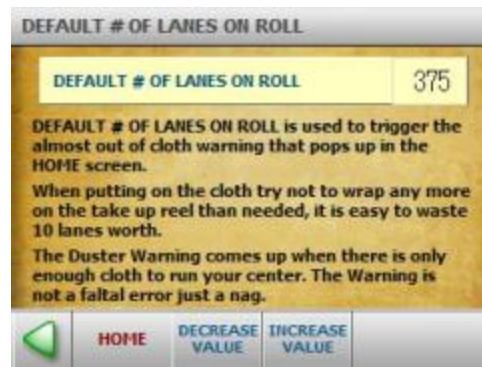 DEFAULT # OF LANES ON ROLL
DEFAULT # OF LANES ON ROLL 375
DEFAULT # OF LANES ON ROLL is used to trigger the
almost out of cloth warning that pops up in the
HOME screen.
When putting on the cloth try not to wrap any more
on the take up reel than needed, it is easy to waste
10 lanes worth.
The Duster Warning comes up when there is only
enough cloth to run your center. The Warning is
not a faltal error just a nag.
HOME DECREASE INCREASE
VALUE VALUE